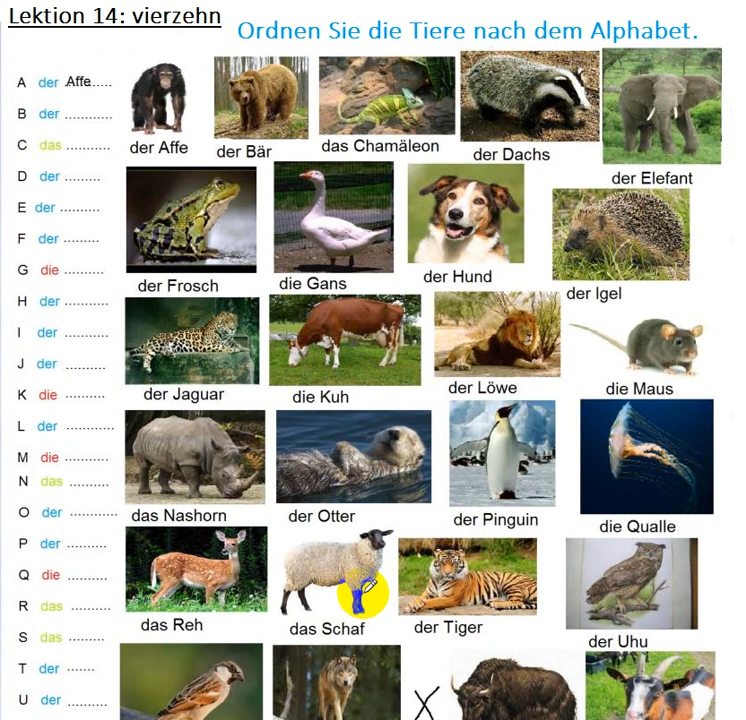 Lektion 14: vierzehn
Ordnen Sie die Tiere nach dem Alphabet.
A der Affe......
B der .............
C das ............
D der .........
E der ..........
F der .........
G die ..........
H der ...........
I der ...........
J der ..........
K die ...........
L der .............
M die ...........
N das ..........
O der ............
P der ..........
Q die ..........
R das ..........
S das .........
T der .......
U der ..........
der Affe
der Bär
das Chamäleon
der Dachs
der Elefant
der Frosch
die Gans
der Hund
der Igel
der Jaguar
die Kuh
der Löwe
die Maus
das Nashorn
der Otter
der Pinguin
die Qualle
das Reh
das Schaf
der Tiger
der Uhu
X